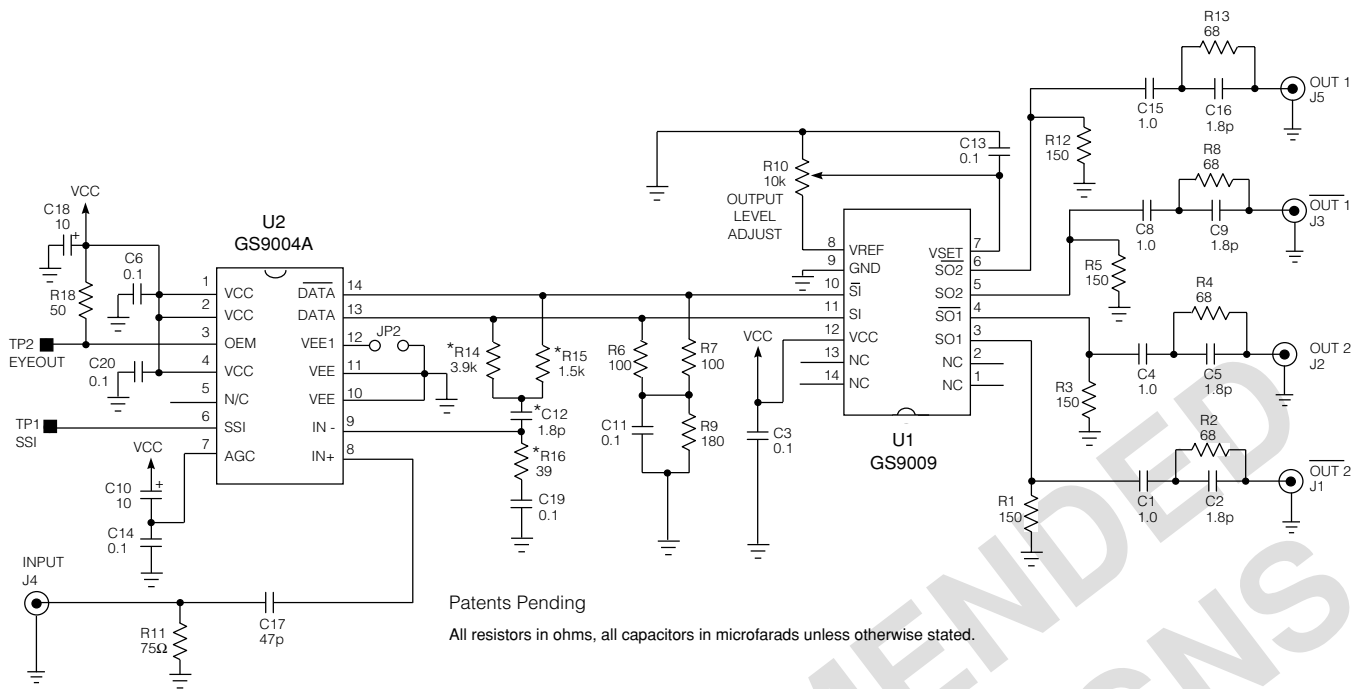 R13
68
OUT 1
J5
C15
1.0
C16
1.8p
R12
150
C13
0.1
R10
10k
OUTPUT
LEVEL
ADJUST
R8
68
OUT 1
J3
C8
1.0
C9
1.8p
R5
150
VCC
C18
10
+
C6
0.1
R18
50
TP2
EYEOUT
C20
0.1
TP1
SSI
VCC
C10
10
+
C14
0.1
U2
GS9004A
1 VCC
2 VCC
3 OEM
4 VCC
5 N/C
6 SSI
7 AGC
DATA 14
DATA 13
VEE1 12
VEE 11
VEE 10
IN - 9
IN+ 8
JP2
*R14
3.9k
*R15
1.5k
*C12
1.8p
*R16
39
C19
0.1
R6
100
R7
100
C11
0.1
R9
180
VCC
C3
0.1
8 VREF
9 GND
10 SI
11 SI
12 VCC
13 NC
14 NC
VSET 7
SO2 6
SO2 5
SO1 4
SO1 3
NC 2
NC 1
U1
GS9009
R4
68
OUT 2
J2
C4
1.0
C5
1.8p
R3
150
R2
68
OUT 2
J1
C1
1.0
C2
1.8p
R1
150
INPUT
J4
R11
75Ω
C17
47p
Patents Pending
All resistors in ohms, all capacitors in microfarads unless otherwise stated.
MENDED
IGNS